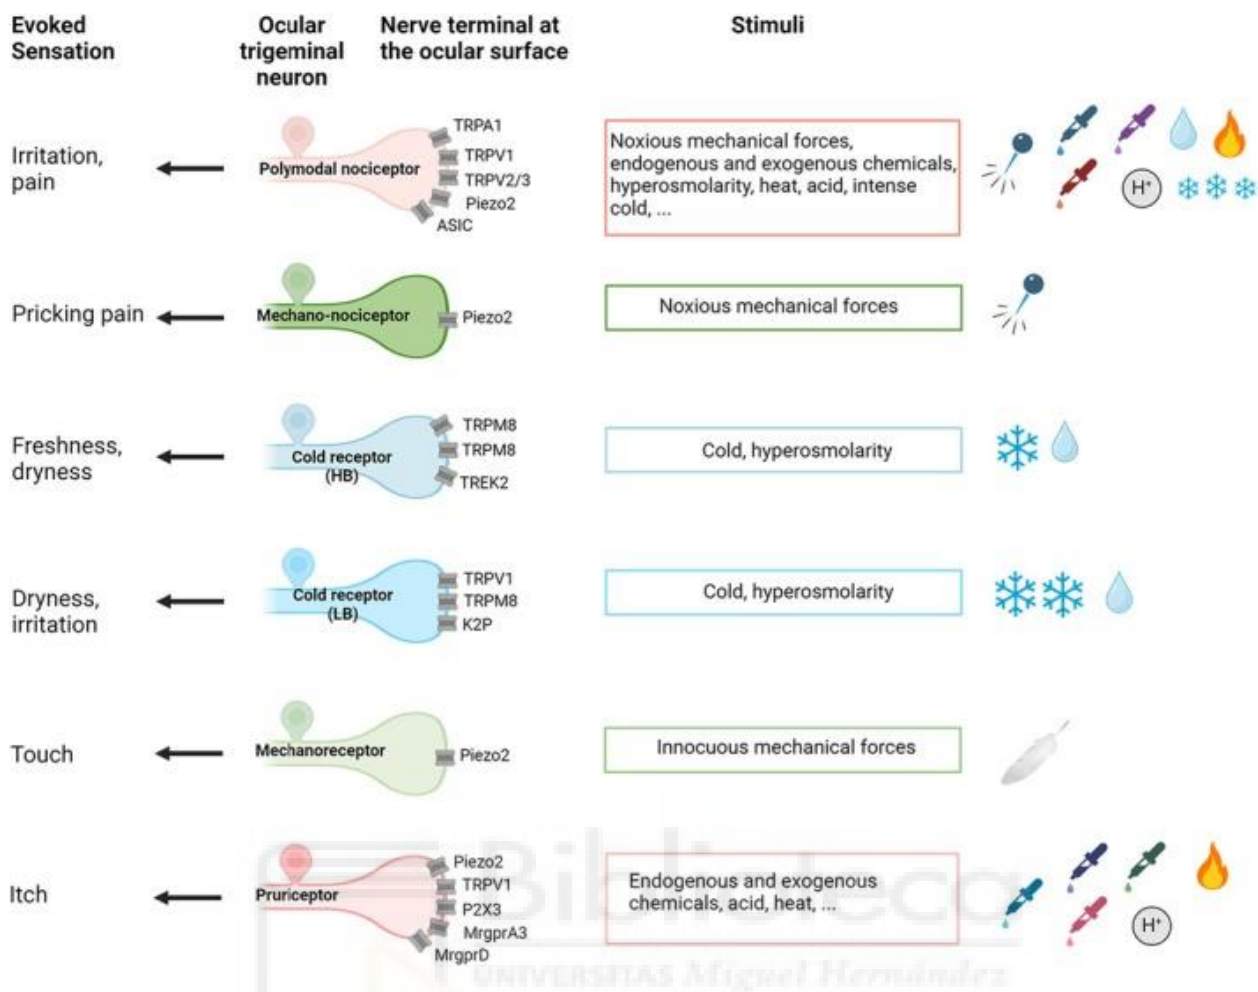 Evoked
Sensation
Ocular
trigeminal
neuron
Nerve terminal at
the ocular surface
Stimuli
Irritation,
pain
Polymodal nociceptor
TRPA1
TRPV1
TRPV2/3
Piezo2
ASIC
Noxious mechanical forces,
endogenous and exogenous chemicals,
hyperosmolarity, heat, acid, intense
cold, ...
H+
Pricking pain
Mechano-nociceptor
Piezo2
Noxious mechanical forces
Freshness,
dryness
Cold receptor
(HB)
TRPM8
TRPM8
TREK2
Cold, hyperosmolarity
Dryness,
irritation
Cold receptor
(LB)
TRPV1
TRPM8
K2P
Cold, hyperosmolarity
Touch
Mechanoreceptor
Piezo2
Innocuous mechanical forces
Itch
Pruriceptor
Piezo2
TRPV1
P2X3
MrgprA3
MrgprD
Endogenous and exogenous
chemicals, acid, heat, ...
H+
Biblioteca
UNIVERSITAS Miguel Hernández